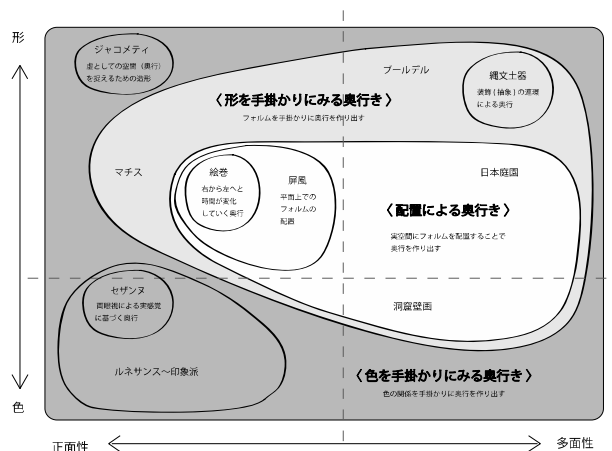 形
ジャコメティ
虚としての空間（奥行）
を捉えるための造形
ブールデル
縄文土器
装飾(抽象)の連環
による奥行
〈形を手掛かりにみる奥行き〉
フォルムを手掛かりに奥行を作り出す
マチス
絵巻
右から左へと
時間が変化
していく奥行
屏風
平面上での
フォルムの
配置
日本庭園
〈配置による奥行き〉
実空間にフォルムを配置することで
奥行を作り出す
セザンヌ
両眼視による実感覚
に基づく奥行
洞窟壁画
ルネサンス～印象派
〈色を手掛かりにみる奥行き〉
色の関係を手掛かりに奥行を作り出す
色
正面性
多面性